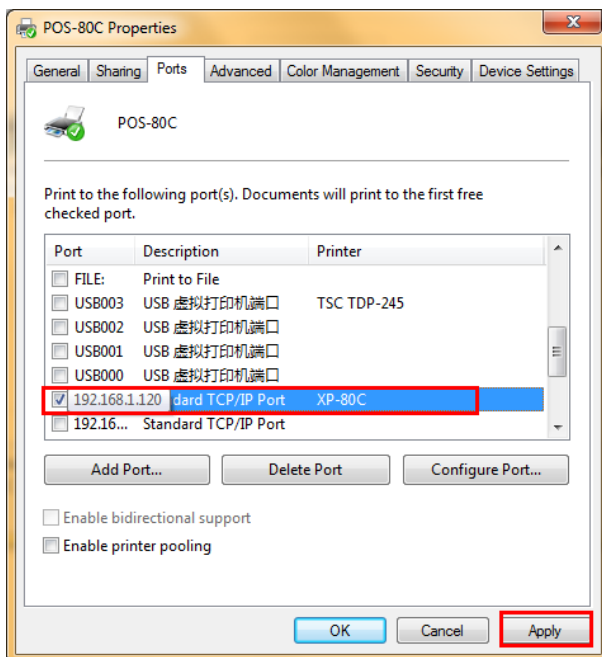 POS-80C Properties
General Sharing Ports Advanced Color Management Security Device Settings
POS-80C
Print to the following port(s). Documents will print to the first free
checked port.
Port Description Printer
FILE: Print to File
USB003 USB 虚拟打印机端口 TSC TDP-245
USB002 USB 虚拟打印机端口
USB001 USB 虚拟打印机端口
USB000 USB 虚拟打印机端口
192.168.1.120 dard TCP/IP Port XP-80C
192.16... Standard TCP/IP Port
Add Port... Delete Port Configure Port...
Enable bidirectional support
Enable printer pooling
OK Cancel Apply